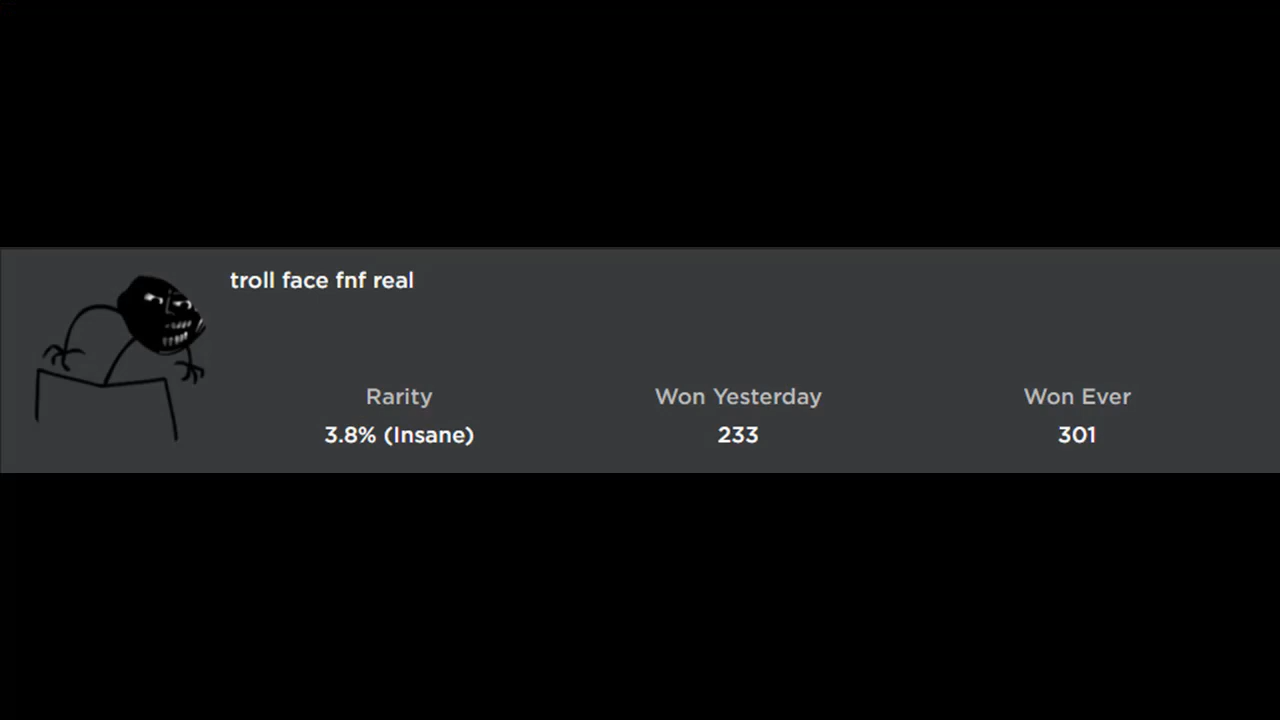 troll face fnf real
Rarity Won Yesterday Won Ever
3.8% (Insane) 233 301